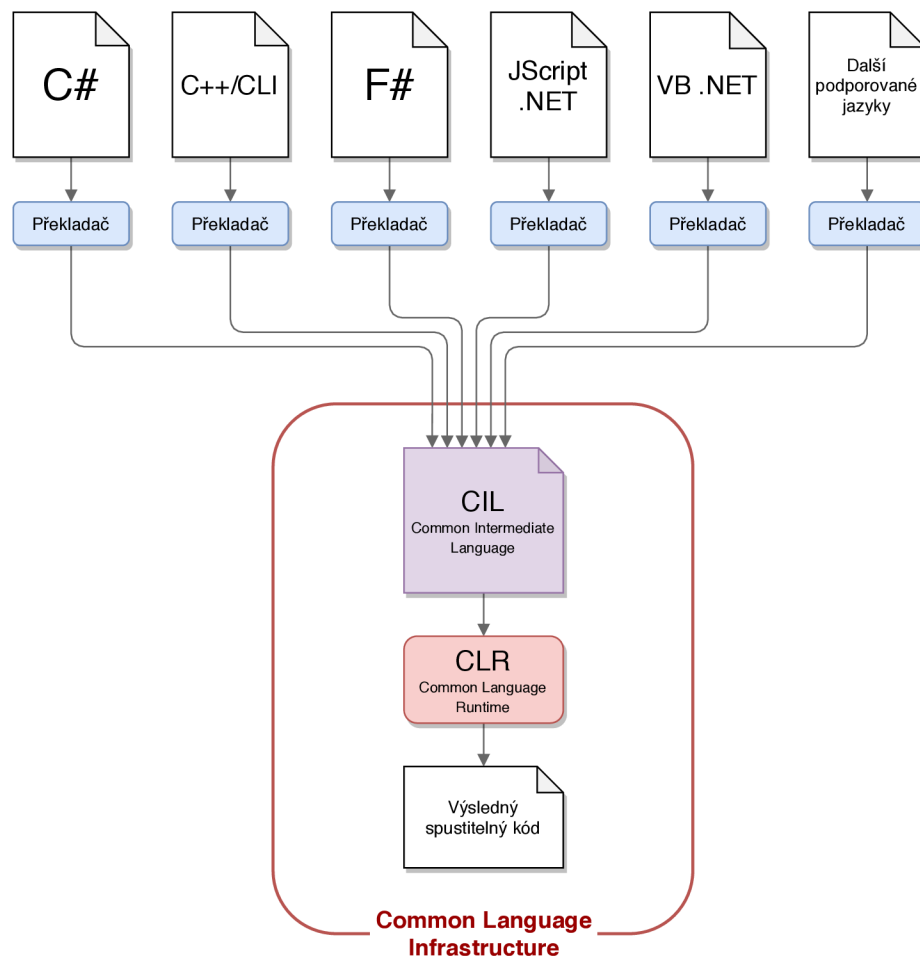 C#
C++/CLI
F#
JScript
.NET
VB .NET
Další
podporované
jazyky
Překladač
Překladač
Překladač
Překladač
Překladač
Překladač
CIL
Common Intermediate
Language
CLR
Common Language
Runtime
Výsledný
spustitelný kód
Common Language
Infrastructure